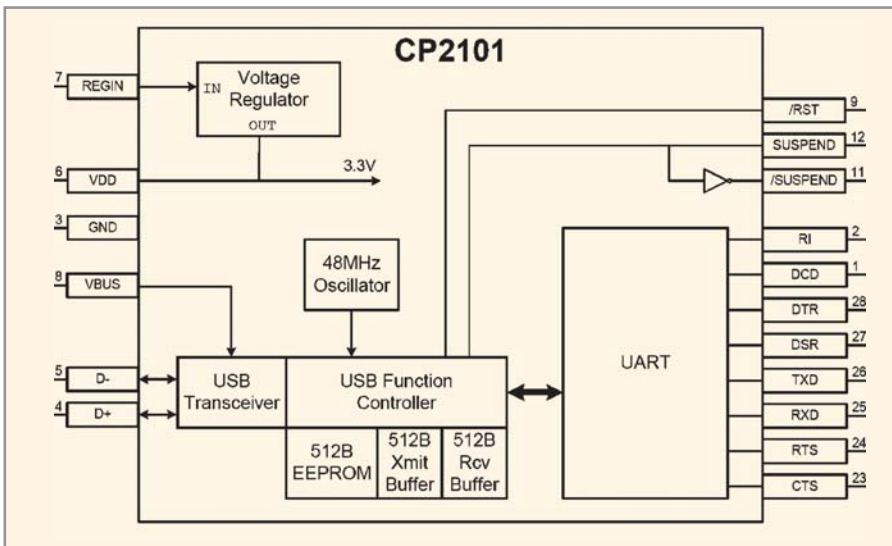 CP2101
7 REGIN
IN
Voltage
Regulator
OUT
6 VDD
3.3V
3 GND
8 VBUS
48MHz
Oscillator
5 D-
4 D+
USB
Transceiver
USB Function
Controller
512B
EEPROM
512B
Xmit
Buffer
512B
Rcv
Buffer
UART
/RST 9
SUSPEND 12
/SUSPEND 11
RI 2
DCD 1
DTR 28
DSR 27
TXD 26
RXD 25
RTS 24
CTS 23